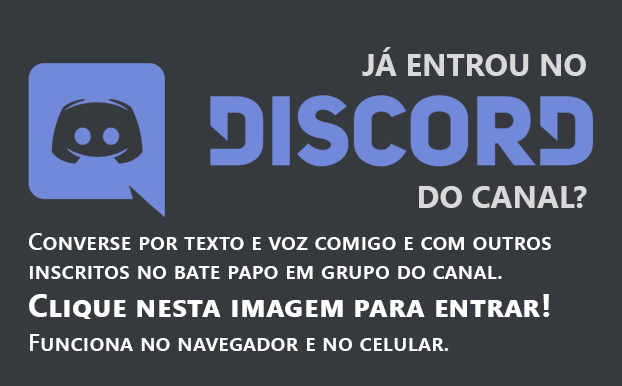 JÁ ENTROU NO
DISCORD
DO CANAL?
Converse por texto e voz comigo e com outros
inscritos no bate papo em grupo do canal.
Clique nesta imagem para entrar!
Funciona no navegador e no celular.